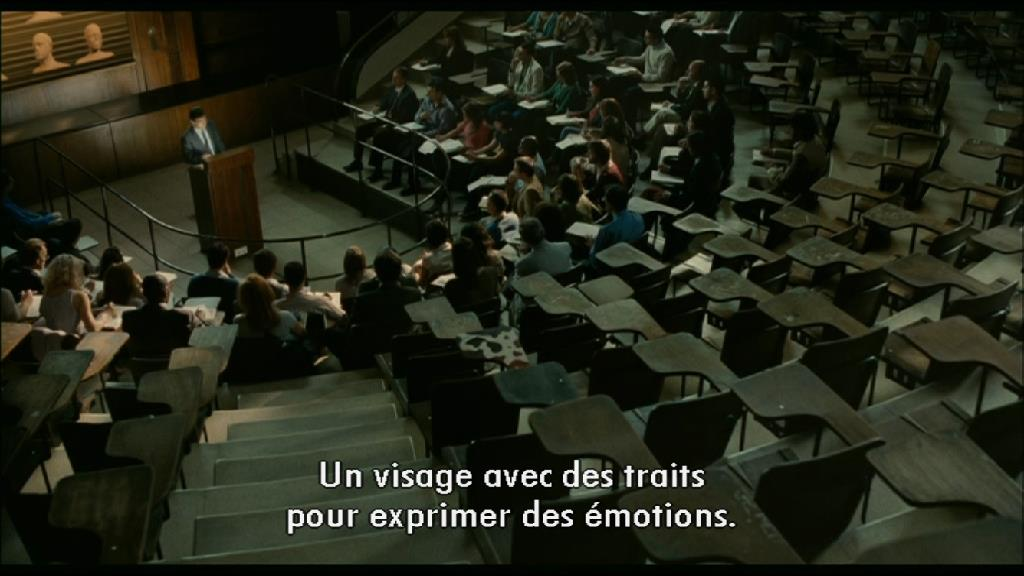 Un visage avec des traits
pour exprimer des émotions.